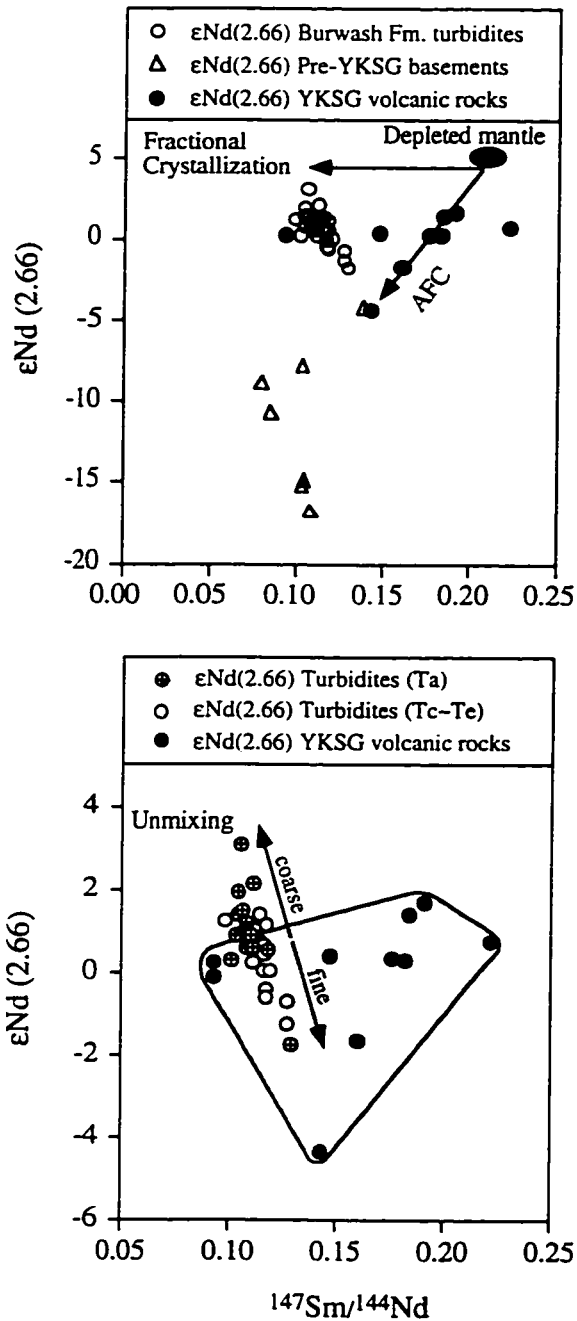 εNd(2.66) Burwash Fm. turbidites
εNd(2.66) Pre-YKSG basements
εNd(2.66) YKSG volcanic rocks
Fractional
Crystallization
Depleted mantle
AFC
εNd (2.66)
5
0
-5
-10
-15
-20
0.00 0.05 0.10 0.15 0.20 0.25
εNd(2.66) Turbidites (Ta)
εNd(2.66) Turbidites (Tc-Te)
εNd(2.66) YKSG volcanic rocks
Unmixing
coarse
fine
εNd (2.66)
4
2
0
-2
-4
-6
0.05 0.10 0.15 0.20 0.25
147Sm/144Nd